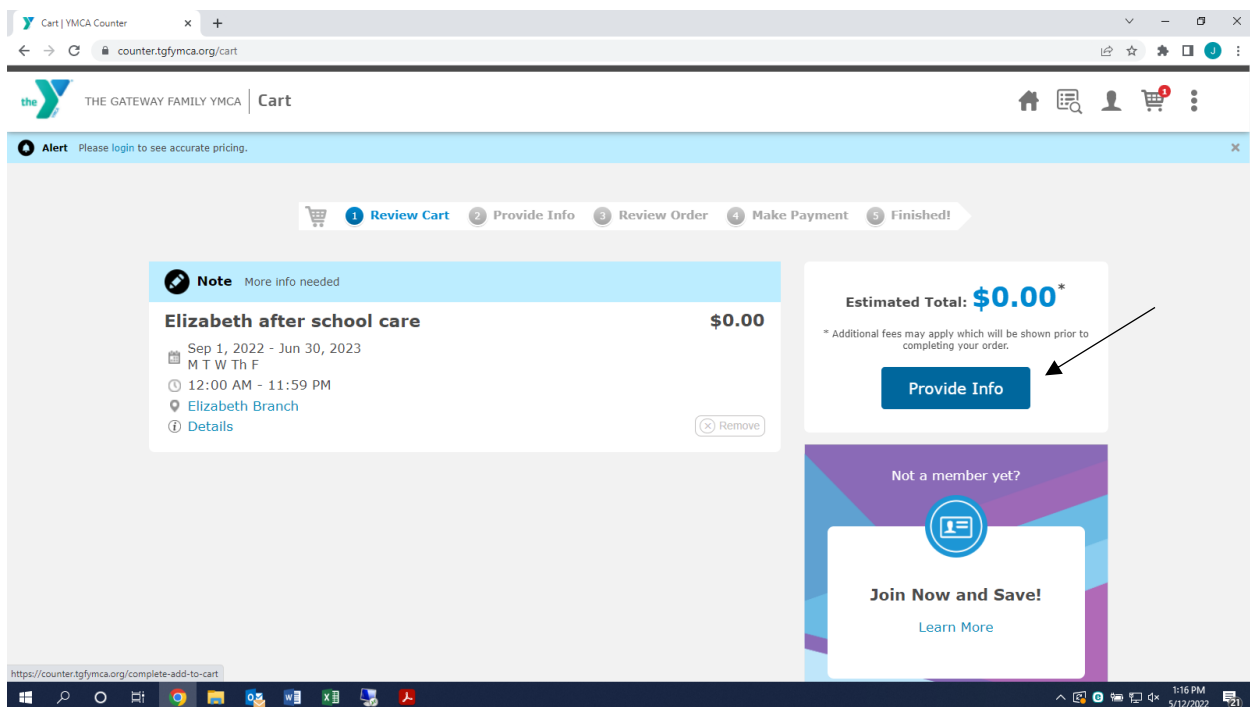 Cart | YMCA Counter
counter.tgfymca.org/cart
J
the Y THE GATEWAY FAMILY YMCA | Cart
1
Alert Please login to see accurate pricing.
1 Review Cart 2 Provide Info 3 Review Order 4 Make Payment 5 Finished!
Note More info needed
Elizabeth after school care $0.00
Sep 1, 2022 - Jun 30, 2023
M T W Th F
12:00 AM - 11:59 PM
Elizabeth Branch
Details
Remove
Estimated Total: $0.00*
* Additional fees may apply which will be shown prior to
completing your order.
Provide Info
Not a member yet?
Join Now and Save!
Learn More
https://counter.tgfymca.org/complete-add-to-cart
1:16 PM
5/12/2022
21